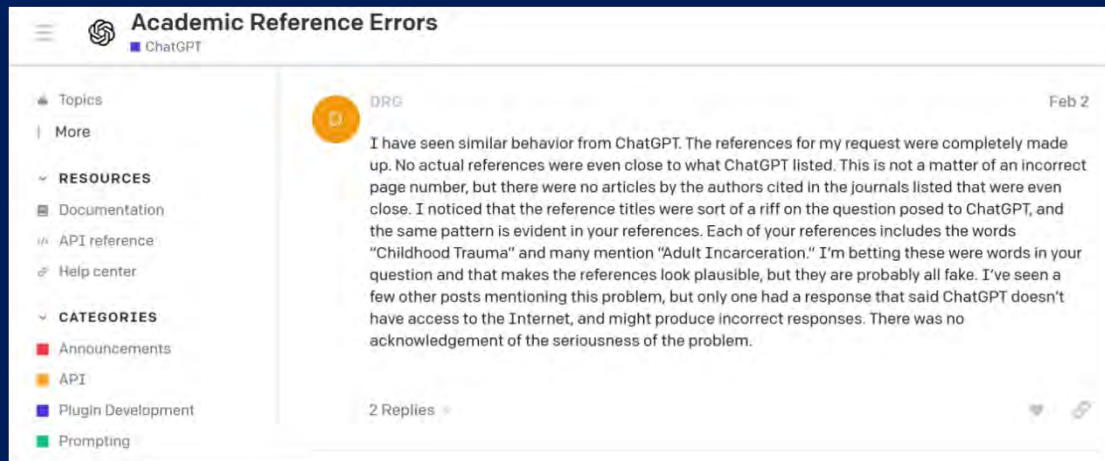 Academic Reference Errors
ChatGPT
Topics
More
RESOURCES
Documentation
API reference
Help center
CATEGORIES
Announcements
API
Plugin Development
Prompting
D
DRG
Feb 2
I have seen similar behavior from ChatGPT. The references for my request were completely made
up. No actual references were even close to what ChatGPT listed. This is not a matter of an incorrect
page number, but there were no articles by the authors cited in the journals listed that were even
close. I noticed that the reference titles were sort of a riff on the question posed to ChatGPT, and
the same pattern is evident in your references. Each of your references includes the words
“Childhood Trauma” and many mention “Adult Incarceration.” I’m betting these were words in your
question and that makes the references look plausible, but they are probably all fake. I’ve seen a
few other posts mentioning this problem, but only one had a response that said ChatGPT doesn’t
have access to the Internet, and might produce incorrect responses. There was no
acknowledgement of the seriousness of the problem.
2 Replies